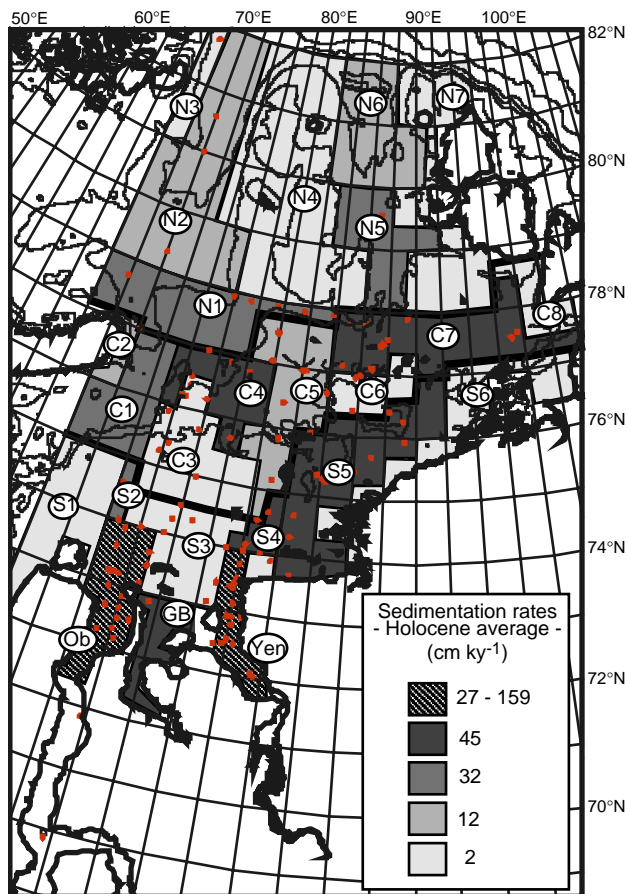 50°E 60°E 70°E 80°E 90°E 100°E
82°N
80°N
78°N
76°N
74°N
72°N
70°N
N3
N6
N7
N2
N4
N5
N1
C2
C1
C4
C5
C6
C7
C8
C3
S6
S1
S2
S3
S4
S5
GB
Ob
Yen
Sedimentation rates
- Holocene average -
(cm ky-1)
27 - 159
45
32
12
2